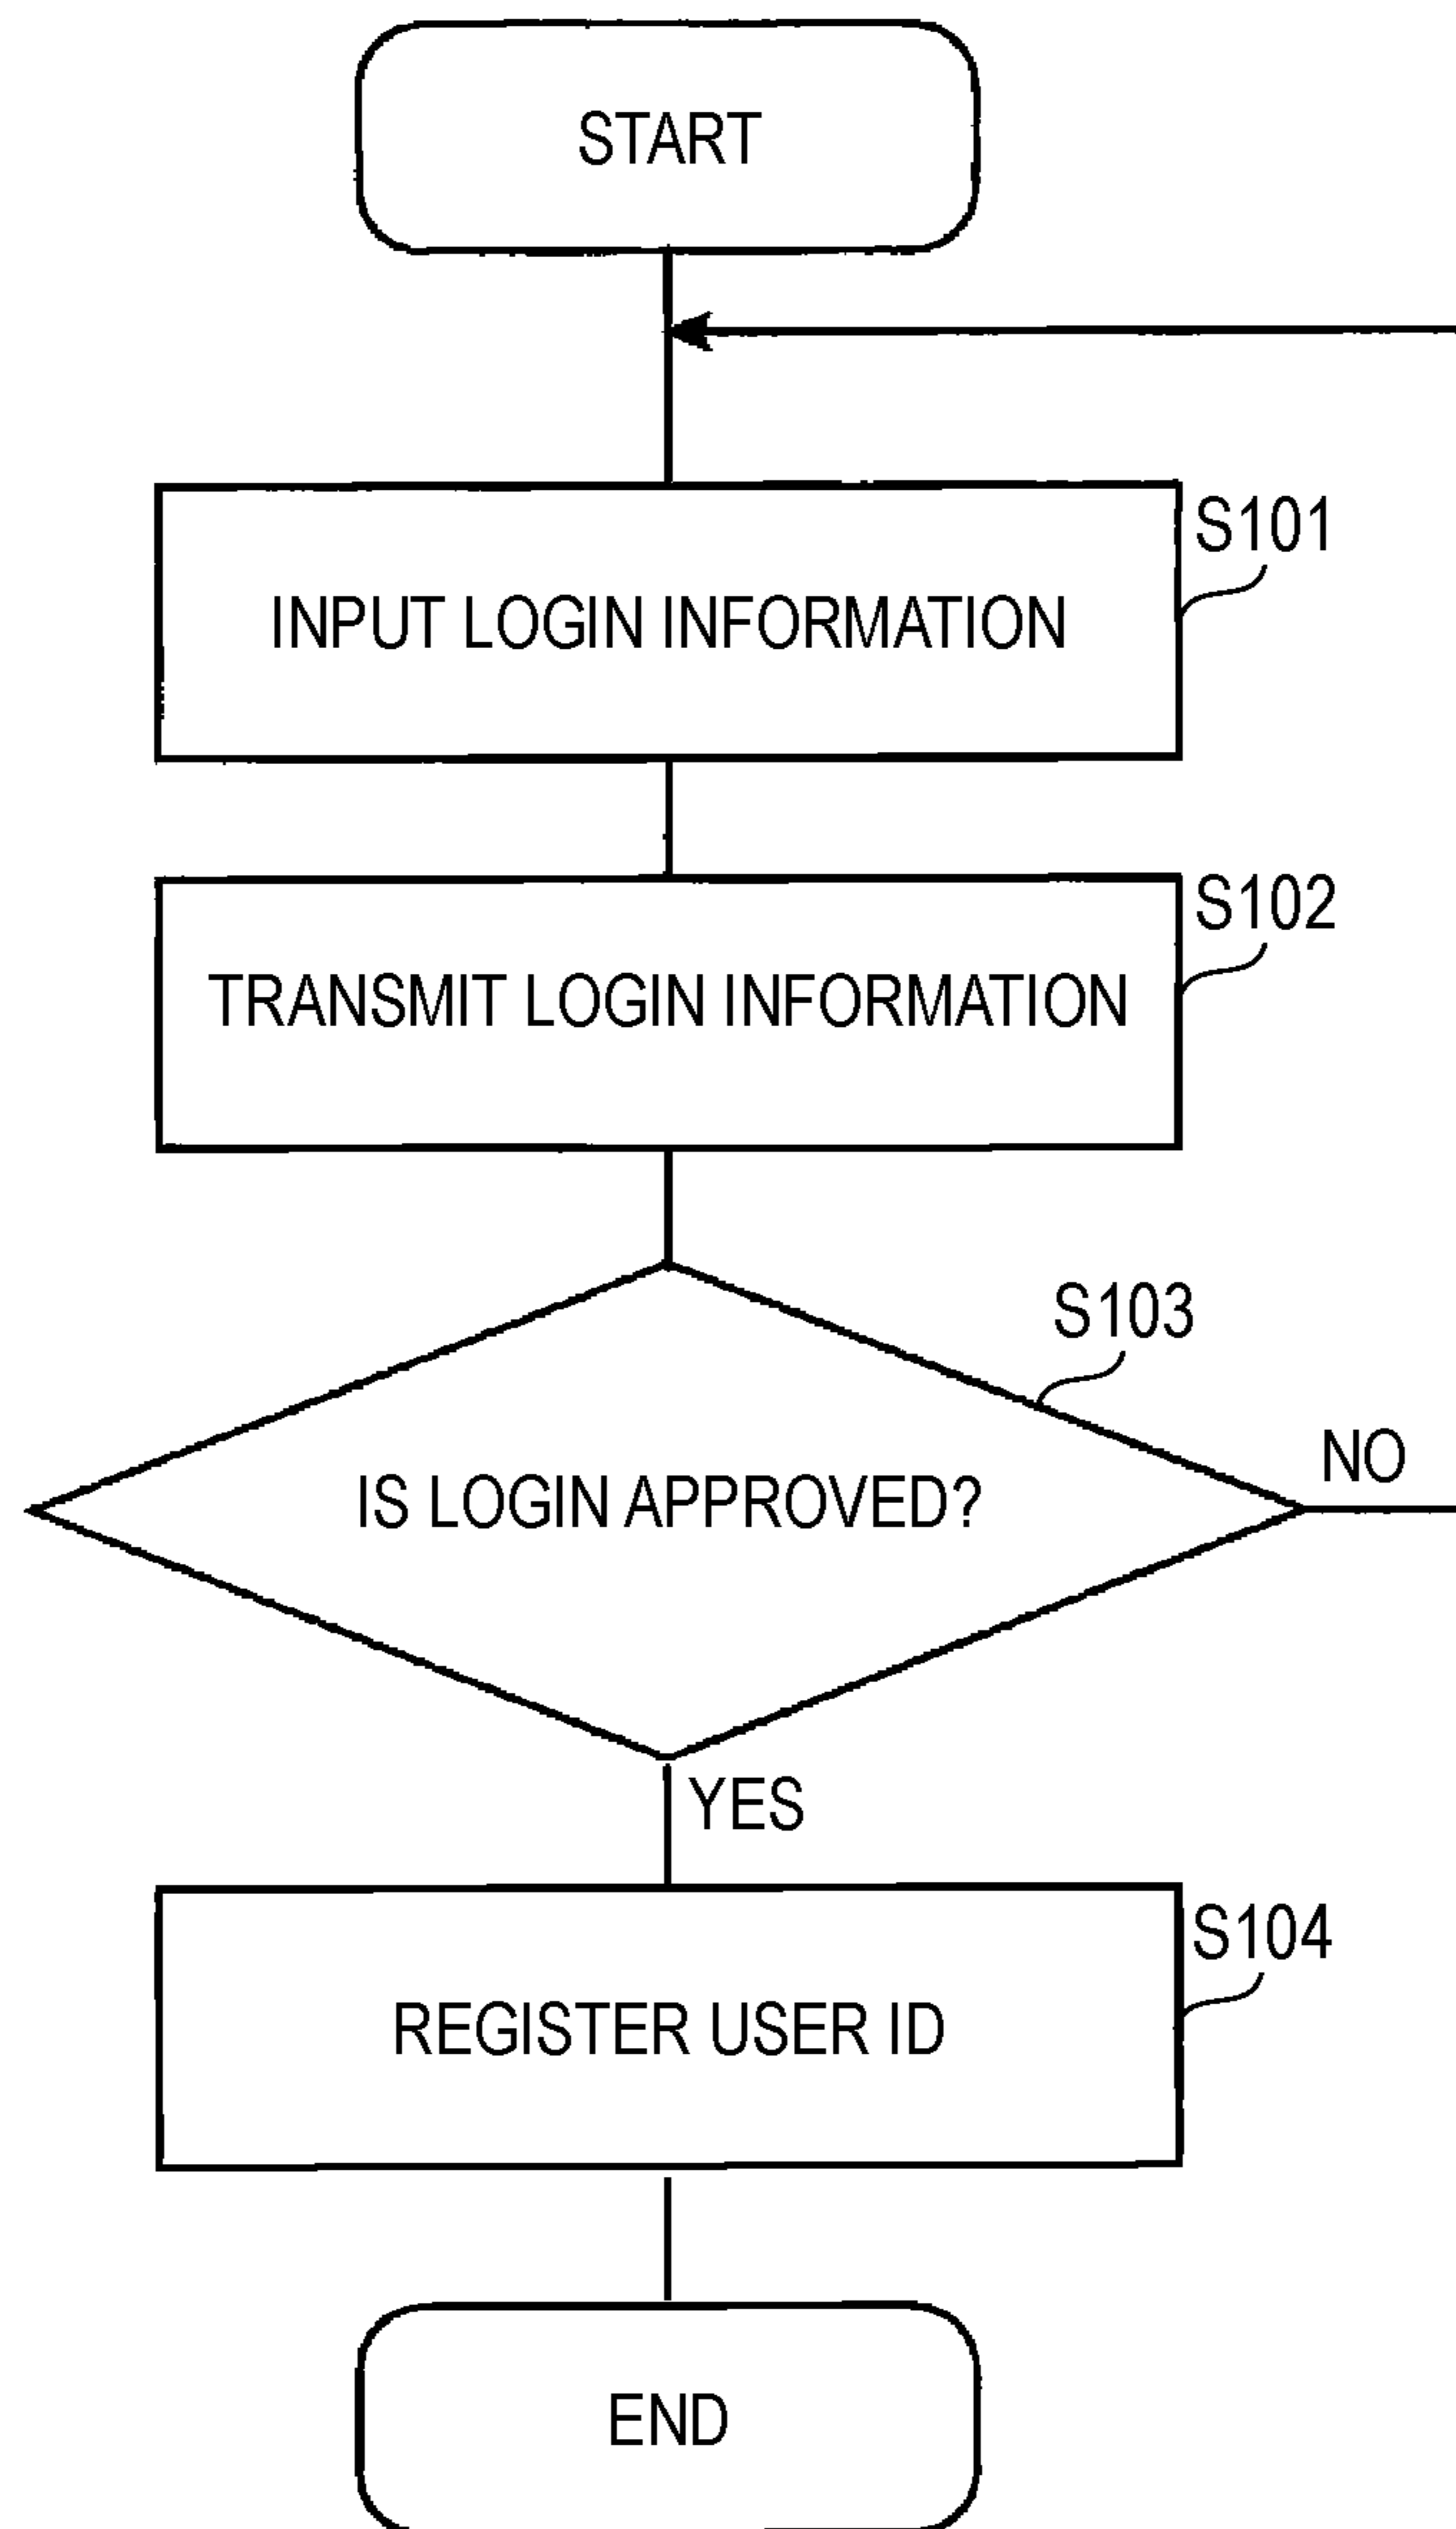 START
S101
INPUT LOGIN INFORMATION
S102
TRANSMIT LOGIN INFORMATION
S103
NO
IS LOGIN APPROVED?
YES
S104
REGISTER USER ID
END